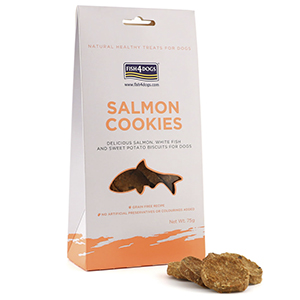 NATURAL HEALTHY TREATS FOR DOGS
FISH4DOGS
www.fish4dogs.com
SALMON
COOKIES
DELICIOUS SALMON, WHITE FISH
AND SWEET POTATO BISCUITS FOR DOGS
GRAIN FREE RECIPE
NO ARTIFICIAL PRESERVATIVES OR COLOURINGS ADDED
Net Wt. 75g